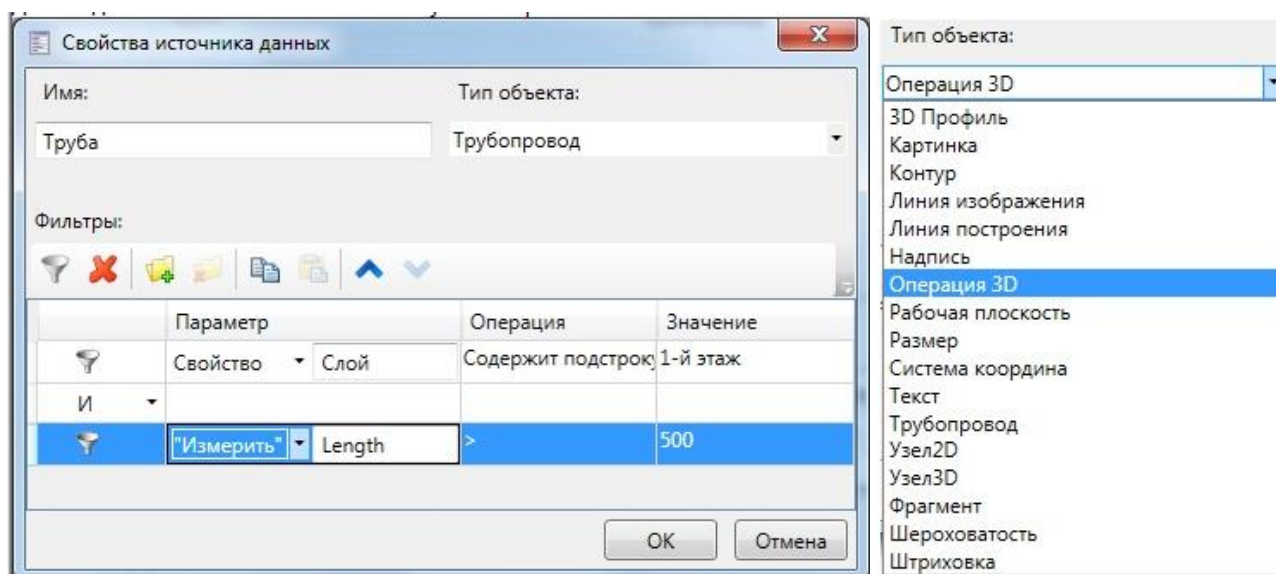 Свойства источника данных
Имя:
Тип объекта:
Труба
Трубопровод
Фильтры:
Параметр
Операция
Значение
Свойство
Слой
Содержит подстроку
1-й этаж
И
"Измерить"
Length
>
500
ОК
Отмена
Тип объекта:
Операция 3D
3D Профиль
Картинка
Контур
Линия изображения
Линия построения
Надпись
Операция 3D
Рабочая плоскость
Размер
Система координа
Текст
Трубопровод
Узел2D
Узел3D
Фрагмент
Шероховатость
Штриховка